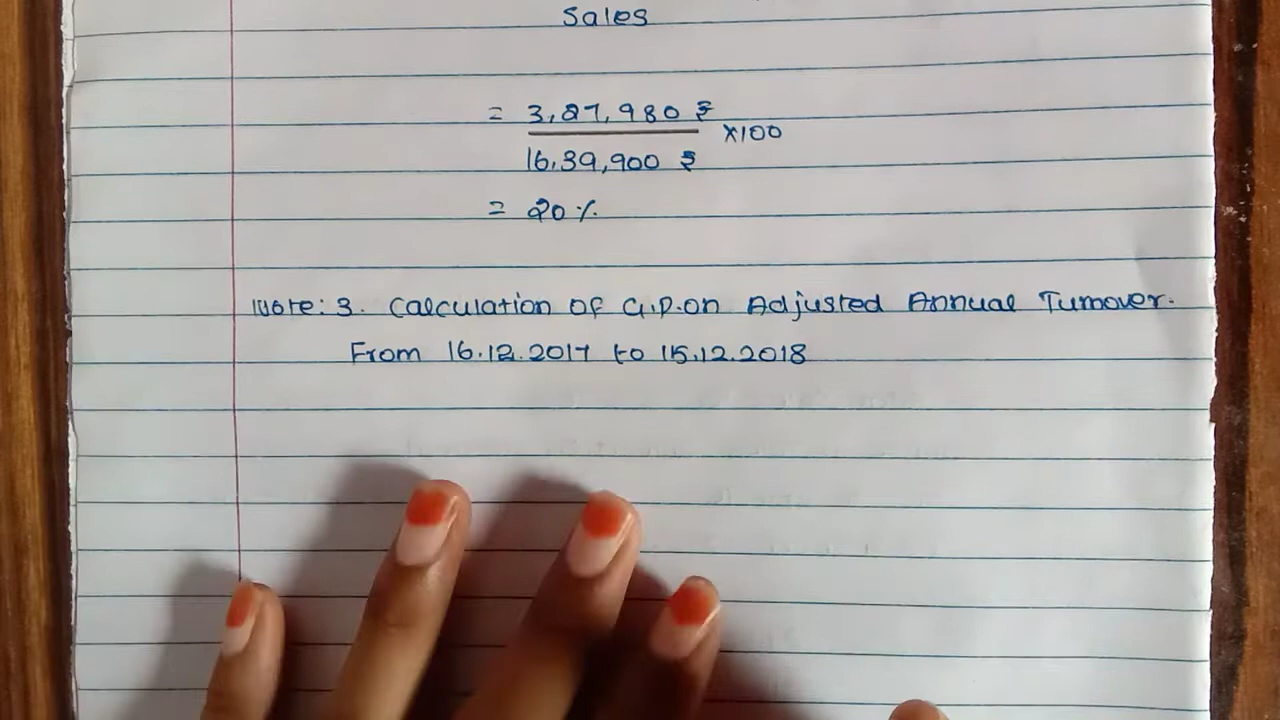 Sales
= 3,27,980 ₹
×100
16,39,900 ₹
= 20%
Note: 3. Calculation of G.P. on Adjusted Annual Turnover.
From 16.12.2017 to 15.12.2018